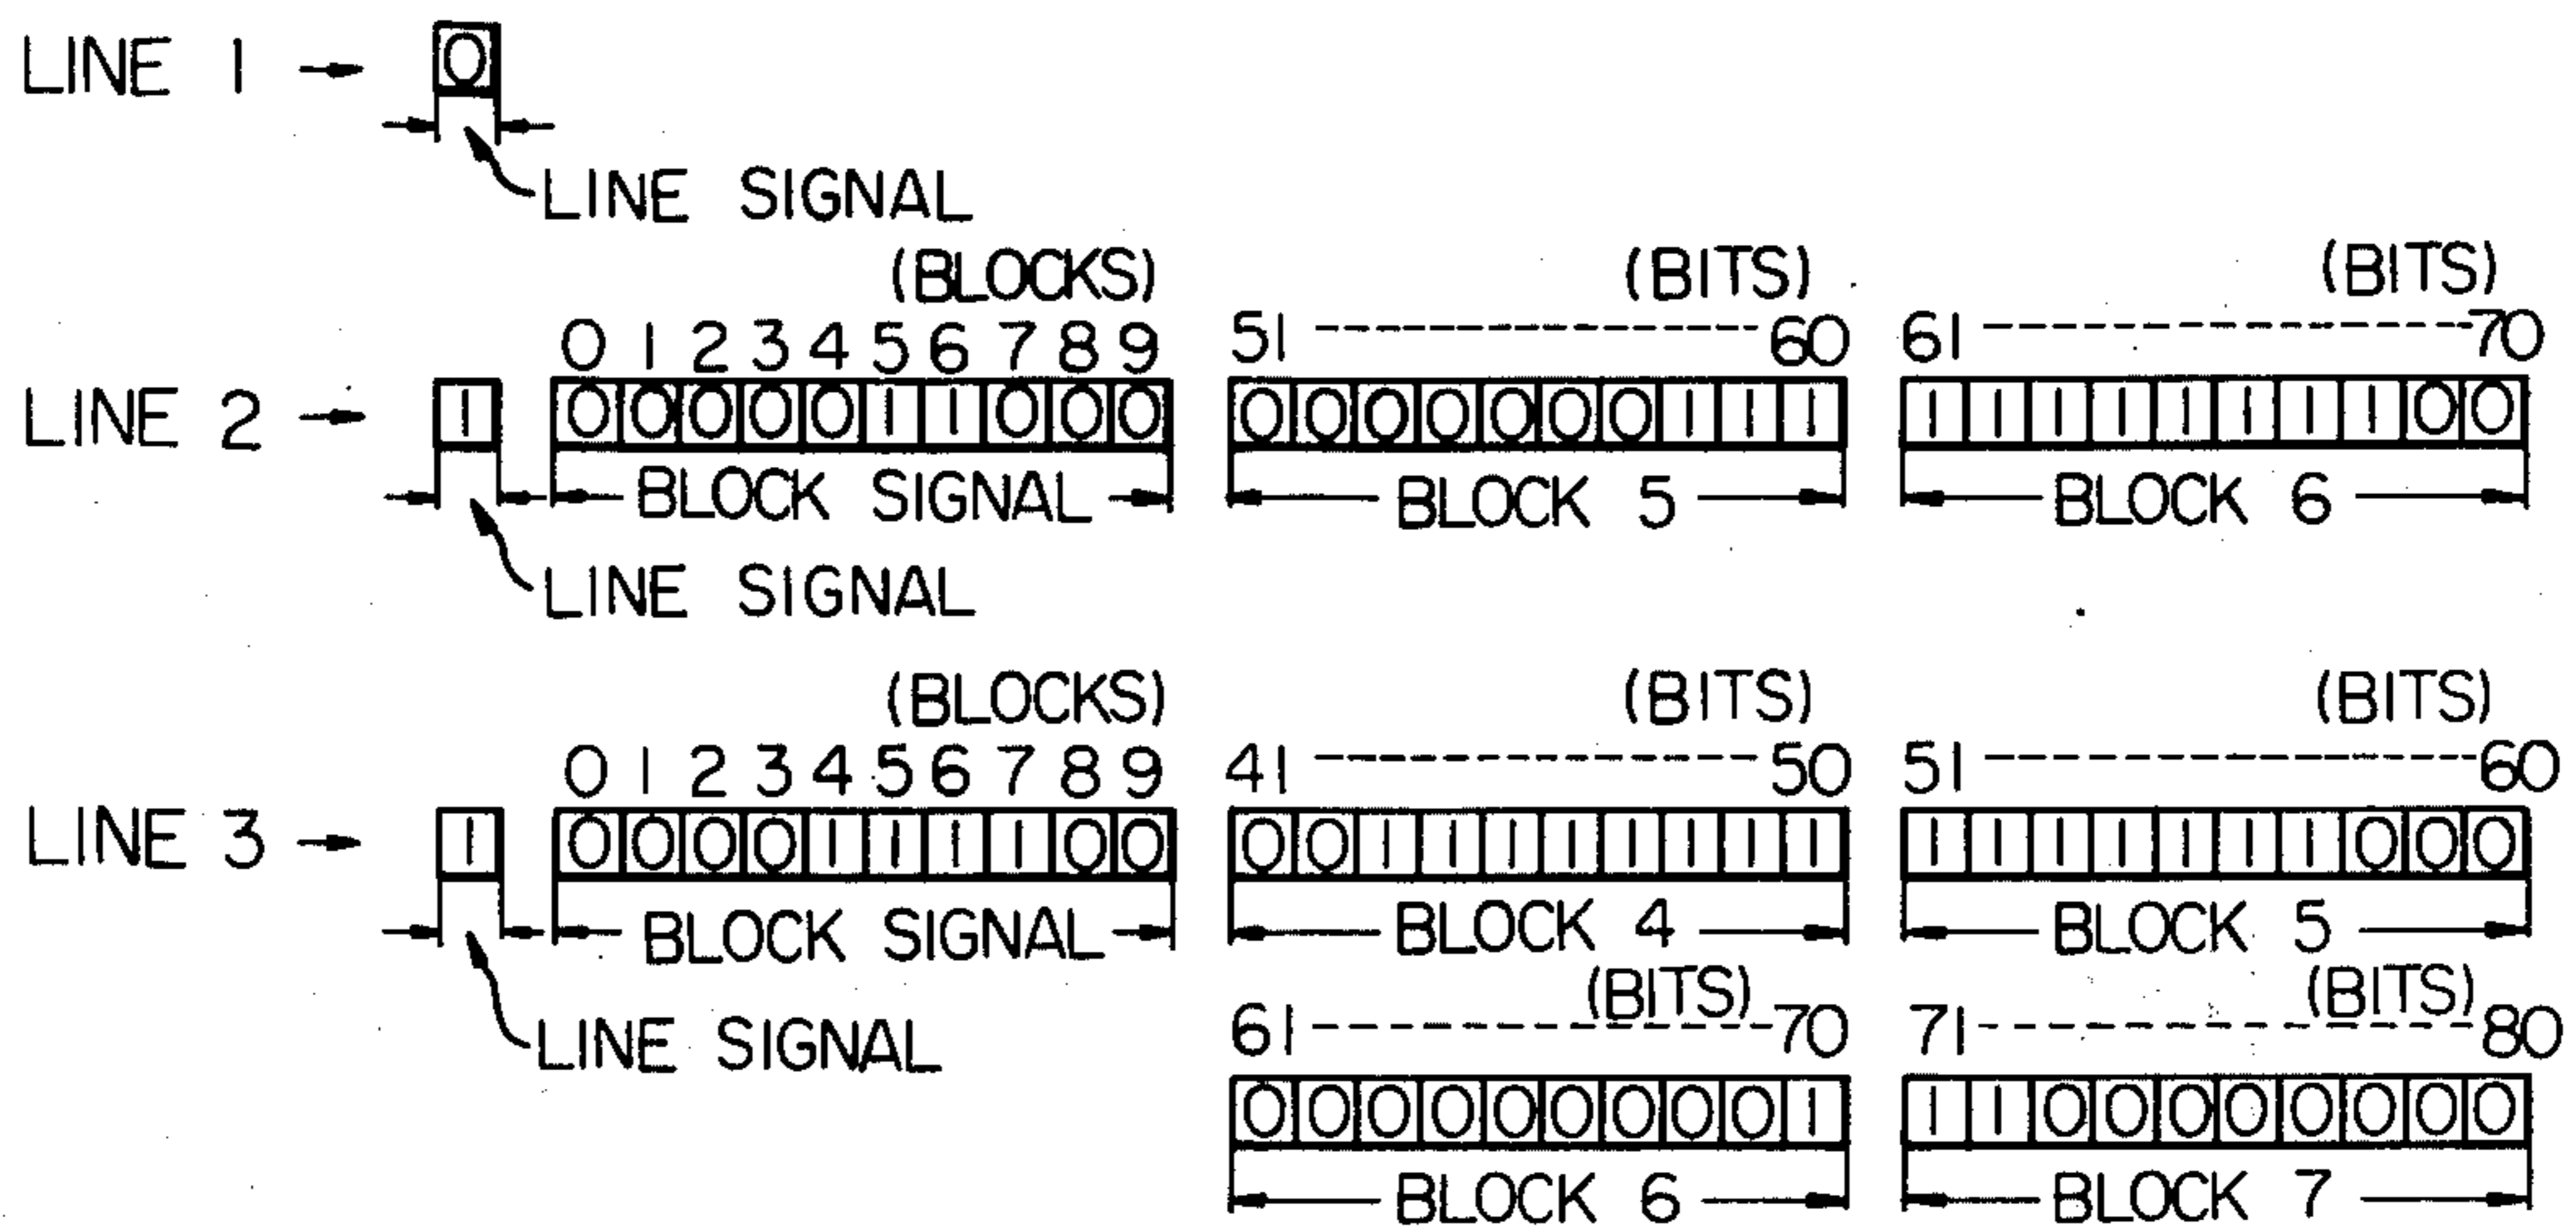 LINE 1 → 0
LINE SIGNAL
(BLOCKS) (BITS) (BITS)
0 1 2 3 4 5 6 7 8 9 51 ---------- 60 61 ---------- 70
LINE 2 → 1 0 0 0 0 0 1 1 0 0 0 0 0 0 0 0 0 0 1 1 1 1 1 1 1 1 1 1 1 0 0
BLOCK SIGNAL BLOCK 5 BLOCK 6
LINE SIGNAL
(BLOCKS) (BITS) (BITS)
0 1 2 3 4 5 6 7 8 9 41 ---------- 50 51 ---------- 60
LINE 3 → 1 0 0 0 0 1 1 1 1 0 0 0 0 1 1 1 1 1 1 1 1 1 1 1 1 1 1 1 0 0 0
BLOCK SIGNAL BLOCK 4 BLOCK 5
(BITS) (BITS)
LINE SIGNAL 61 ---------- 70 71 ---------- 80
0 0 0 0 0 0 0 0 0 1 1 1 0 0 0 0 0 0 0 0
BLOCK 6 BLOCK 7